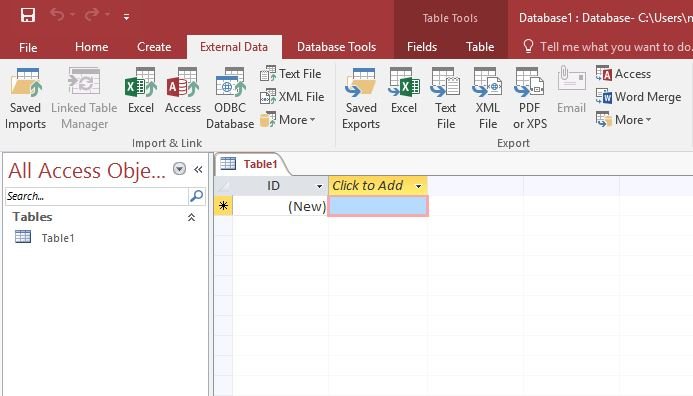 Table Tools
Database1 : Database- C:\Users\
File
Home
Create
External Data
Database Tools
Fields
Table
Tell me what you want to do.
Saved Imports
Linked Table Manager
Excel
Access
ODBC Database
Text File
XML File
More
Import & Link
Saved Exports
Excel
Text File
XML File
PDF or XPS
Email
Access
Word Merge
More
Export
All Access Obje...
Search...
Tables
Table1
Table1
ID
Click to Add
(New)